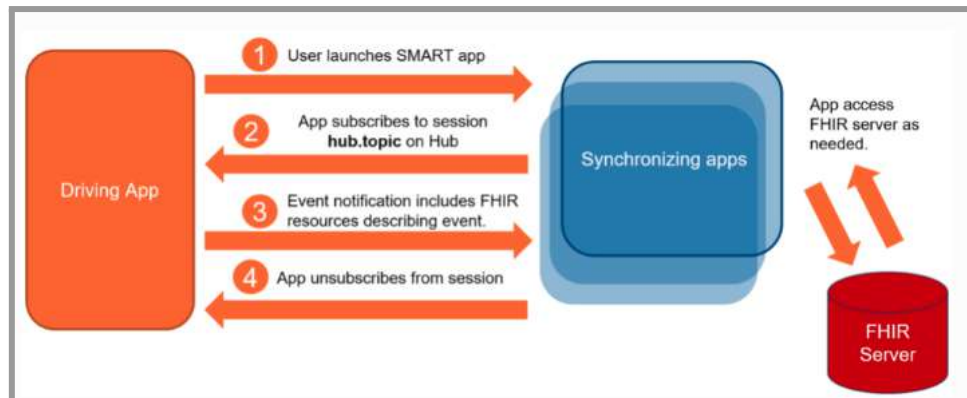 Driving App
1
User launches SMART app
2
App subscribes to session
hub.topic on Hub
3
Event notification includes FHIR
resources describing event.
4
App unsubscribes from session
Synchronizing apps
App access
FHIR server as
needed.
FHIR
Server